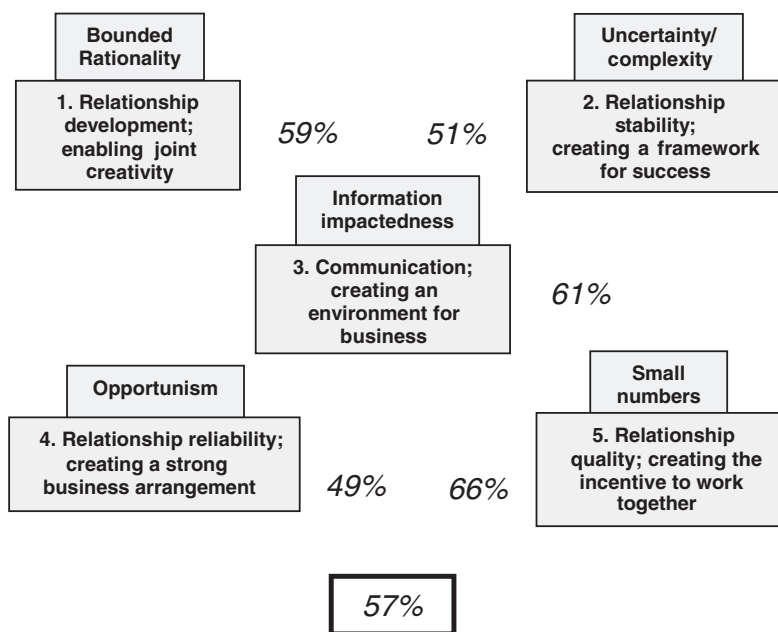 Bounded
Rationality
1. Relationship
development;
enabling joint
creativity
59%
51%
Uncertainty/
complexity
2. Relationship
stability;
creating a framework
for success
Information
impactedness
3. Communication;
creating an
environment for
business
61%
Opportunism
4. Relationship reliability;
creating a strong
business arrangement
49%
66%
Small
numbers
5. Relationship
quality; creating the
incentive to work
together
57%